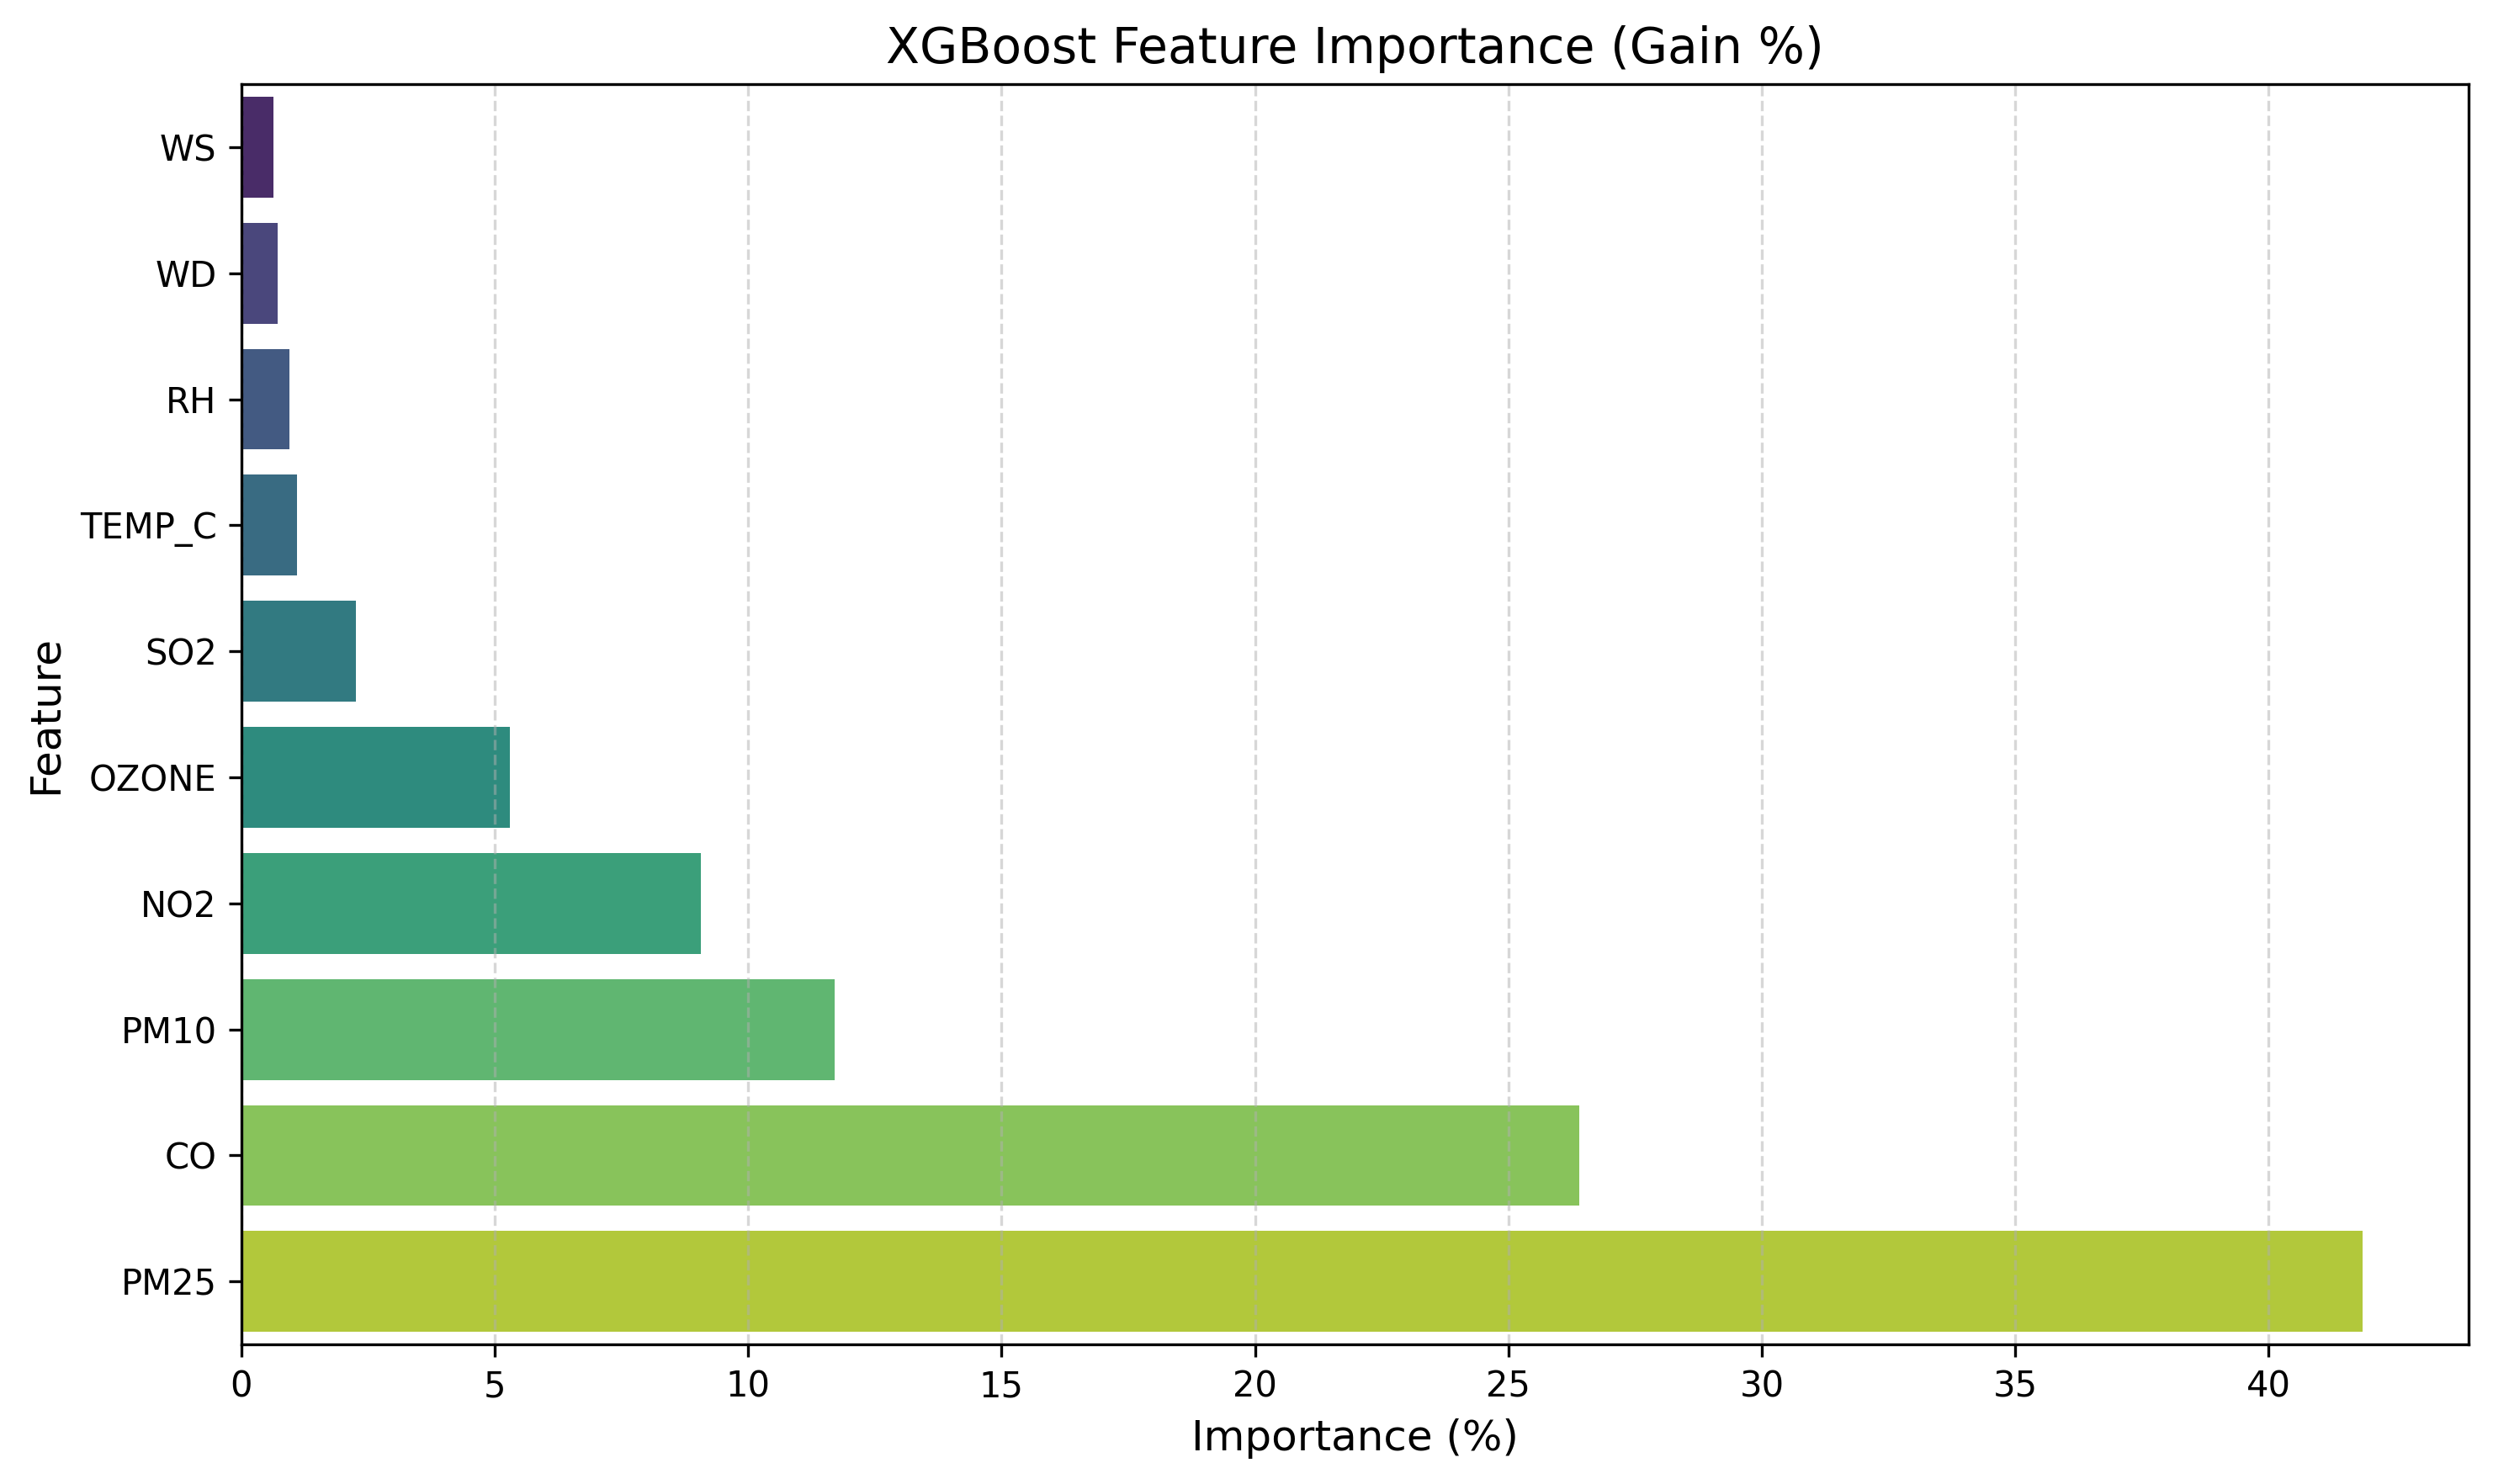 XGBoost Feature Importance (Gain %)
WS
WD
RH
TEMP_C
SO2
OZONE
NO2
PM10
CO
PM25
Feature
0 5 10 15 20 25 30 35 40
Importance (%)